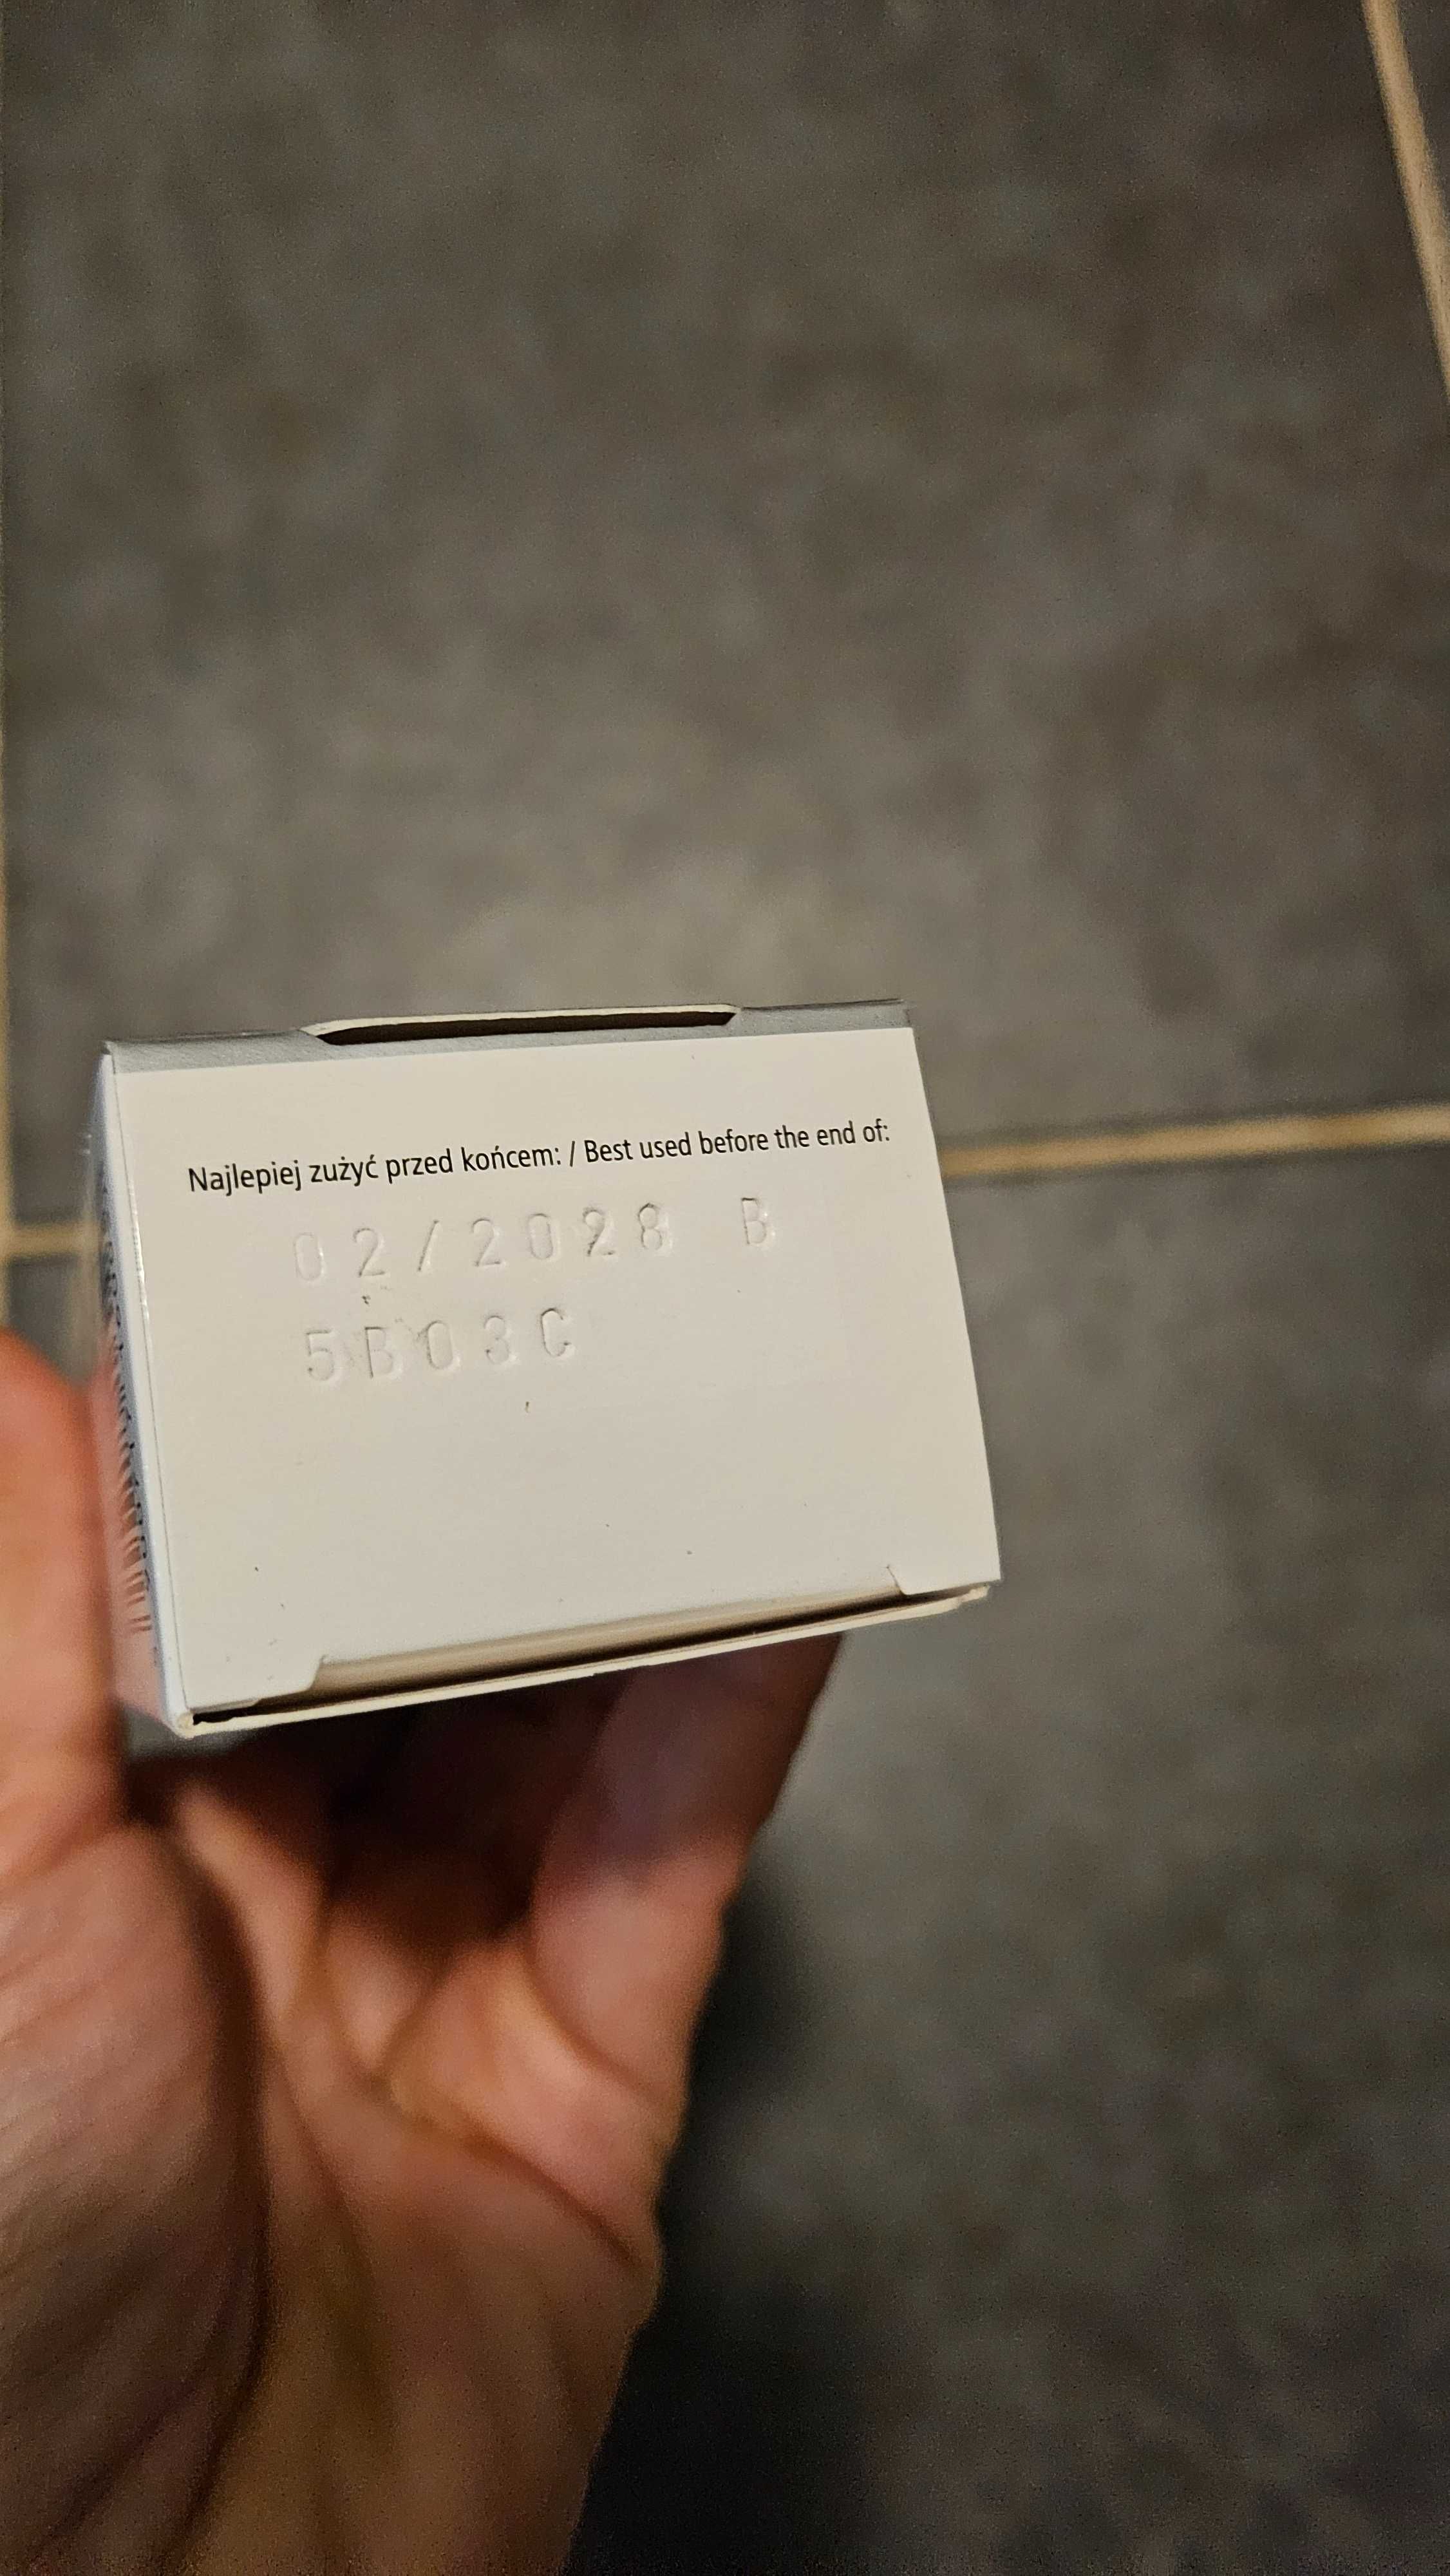 Najlepiej zużyć przed końcem: / Best used before the end of:
02/2028 B
5B03C